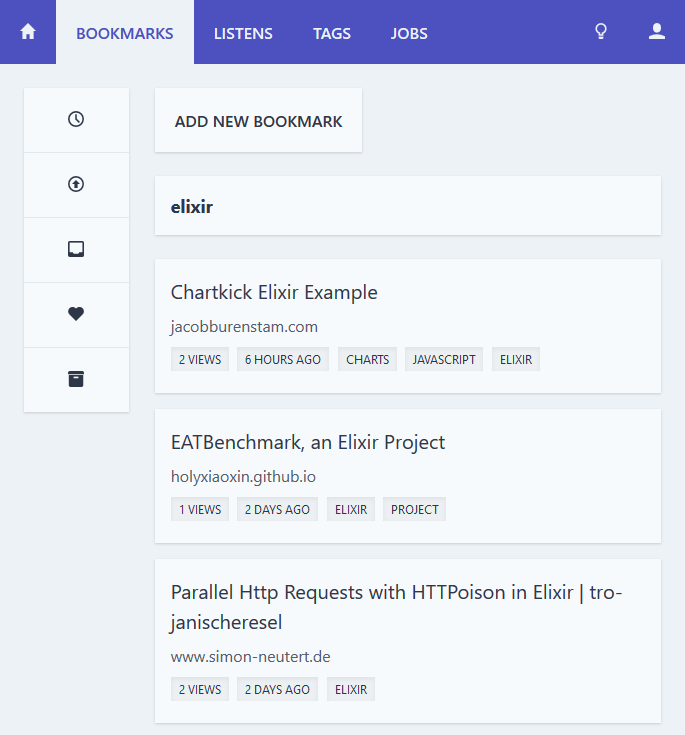 BOOKMARKS LISTENS TAGS JOBS
ADD NEW BOOKMARK
elixir
Chartkick Elixir Example
jacobburenstam.com
2 VIEWS 6 HOURS AGO CHARTS JAVASCRIPT ELIXIR
EATBenchmark, an Elixir Project
holyxiaoxin.github.io
1 VIEWS 2 DAYS AGO ELIXIR PROJECT
Parallel Http Requests with HTTPoison in Elixir | tro-
janischeresel
www.simon-neutert.de
2 VIEWS 2 DAYS AGO ELIXIR